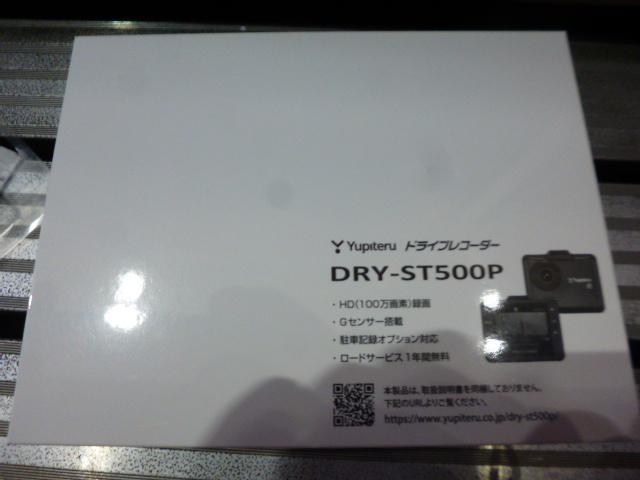 Yupiteru ドライブレコーダー
DRY-ST500P
・HD(100万画素)録画
・Gセンサー搭載
・駐車記録オプション対応
・ロードサービス1年間無料
本製品は、取扱説明書を同梱しておりません。
下記のURLよりご覧ください。
https://www.yupiteru.co.jp/dry-st500p/
Yupiteru